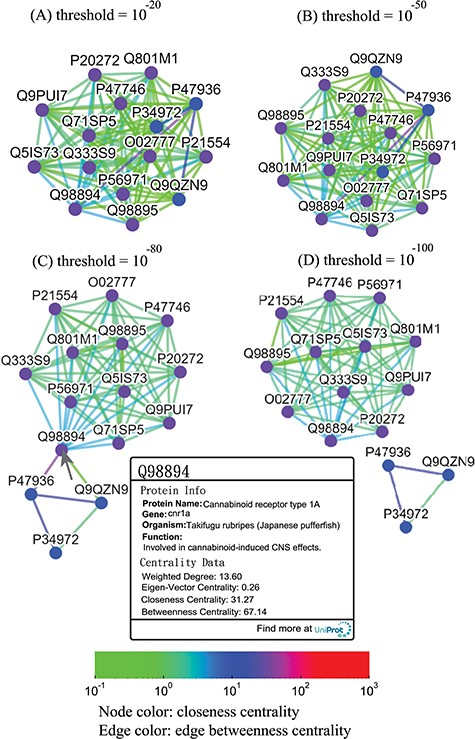 (A) threshold = 10-20
(B) threshold = 10-50
P20272 Q801M1
Q9PUI7 P47746 P47936
Q71SP5 P34972
Q5IS73 Q333S9 O02777 P21554
P56971
Q98894 Q9QZN9
Q98895
Q9QZN9
Q333S9
P20272 P47936
Q98895 P21554 P47746
Q9PUI7 P56971
Q801M1 P34972
O02777 Q71SP5
Q98894 Q5IS73
(C) threshold = 10-80
(D) threshold = 10-100
O02777
P21554 P47746
Q801M1 Q98895
Q333S9 P20272
P56971 Q5IS73
Q9PUI7
Q98894 Q71SP5
P47936 Q9QZN9
P34972
P47746 P56971
P21554
Q71SP5 Q5IS73 Q801M1
Q98895
Q333S9 Q9PUI7
O02777
Q98894 P20272
P47936 Q9QZN9
P34972
Q98894
Protein Info
Protein Name:Cannabinoid receptor type 1A
Gene:cnr1a
Organism:Takifugu rubripes (Japanese pufferfish)
Function:
Involved in cannabinoid-induced CNS effects.
Centrality Data
Weighted Degree: 13.60
Eigen-Vector Centrality: 0.26
Closeness Centrality: 31.27
Betweenness Centrality: 67.14
Find more at UniProt
10-1 100 101 102 103
Node color: closeness centrality
Edge color: edge betweenness centrality